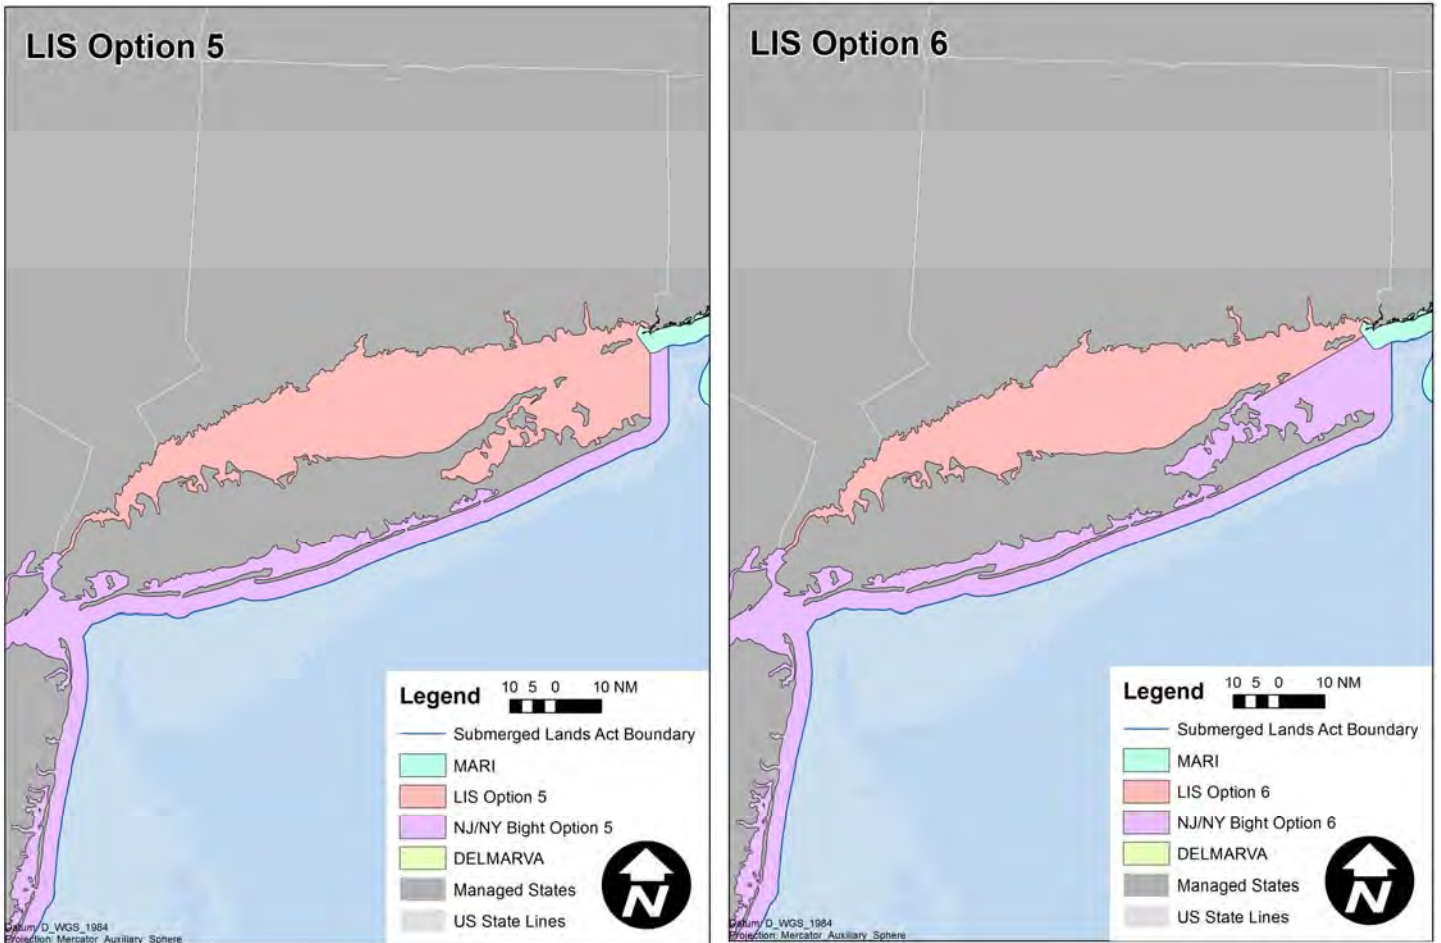 LIS Option 5
Legend
10 5 0 10 NM
Submerged Lands Act Boundary
MARI
LIS Option 5
NJ/NY Bight Option 5
DELMARVA
Managed States
US State Lines
N
Datum: D_WGS_1984
Projection: Mercator_Auxiliary_Sphere
LIS Option 6
Legend
10 5 0 10 NM
Submerged Lands Act Boundary
MARI
LIS Option 6
NJ/NY Bight Option 6
DELMARVA
Managed States
US State Lines
N
Datum: D_WGS_1984
Projection: Mercator_Auxiliary_Sphere